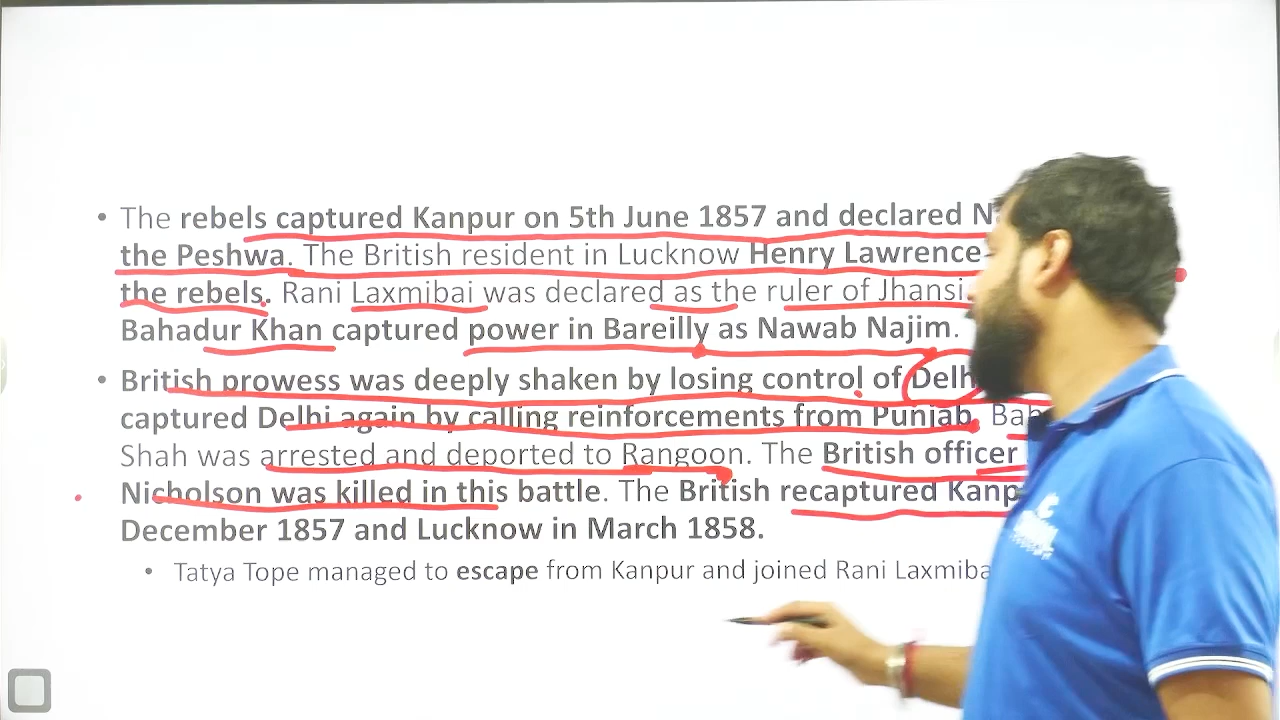 • The rebels captured Kanpur on 5th June 1857 and declared
the Peshwa. The British resident in Lucknow Henry Lawrence
the rebels. Rani Laxmibai was declared as the ruler of Jhansi.
Bahadur Khan captured power in Bareilly as Nawab Najim.
• British prowess was deeply shaken by losing control of Delh
captured Delhi again by calling reinforcements from Punjab. Bah
Shah was arrested and deported to Rangoon. The British officer
Nicholson was killed in this battle. The British recaptured Kanp
December 1857 and Lucknow in March 1858.
• Tatya Tope managed to escape from Kanpur and joined Rani Laxmiba